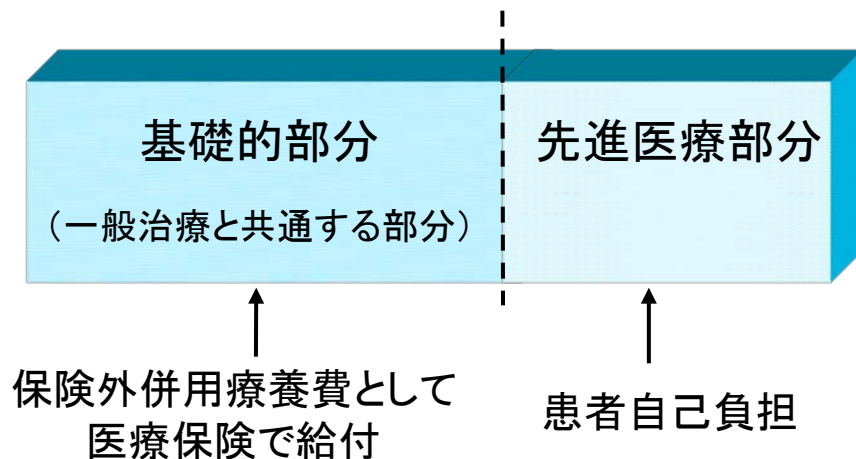 基礎的部分
（一般治療と共通する部分）
先進医療部分
保険外併用療養費として
医療保険で給付
患者自己負担